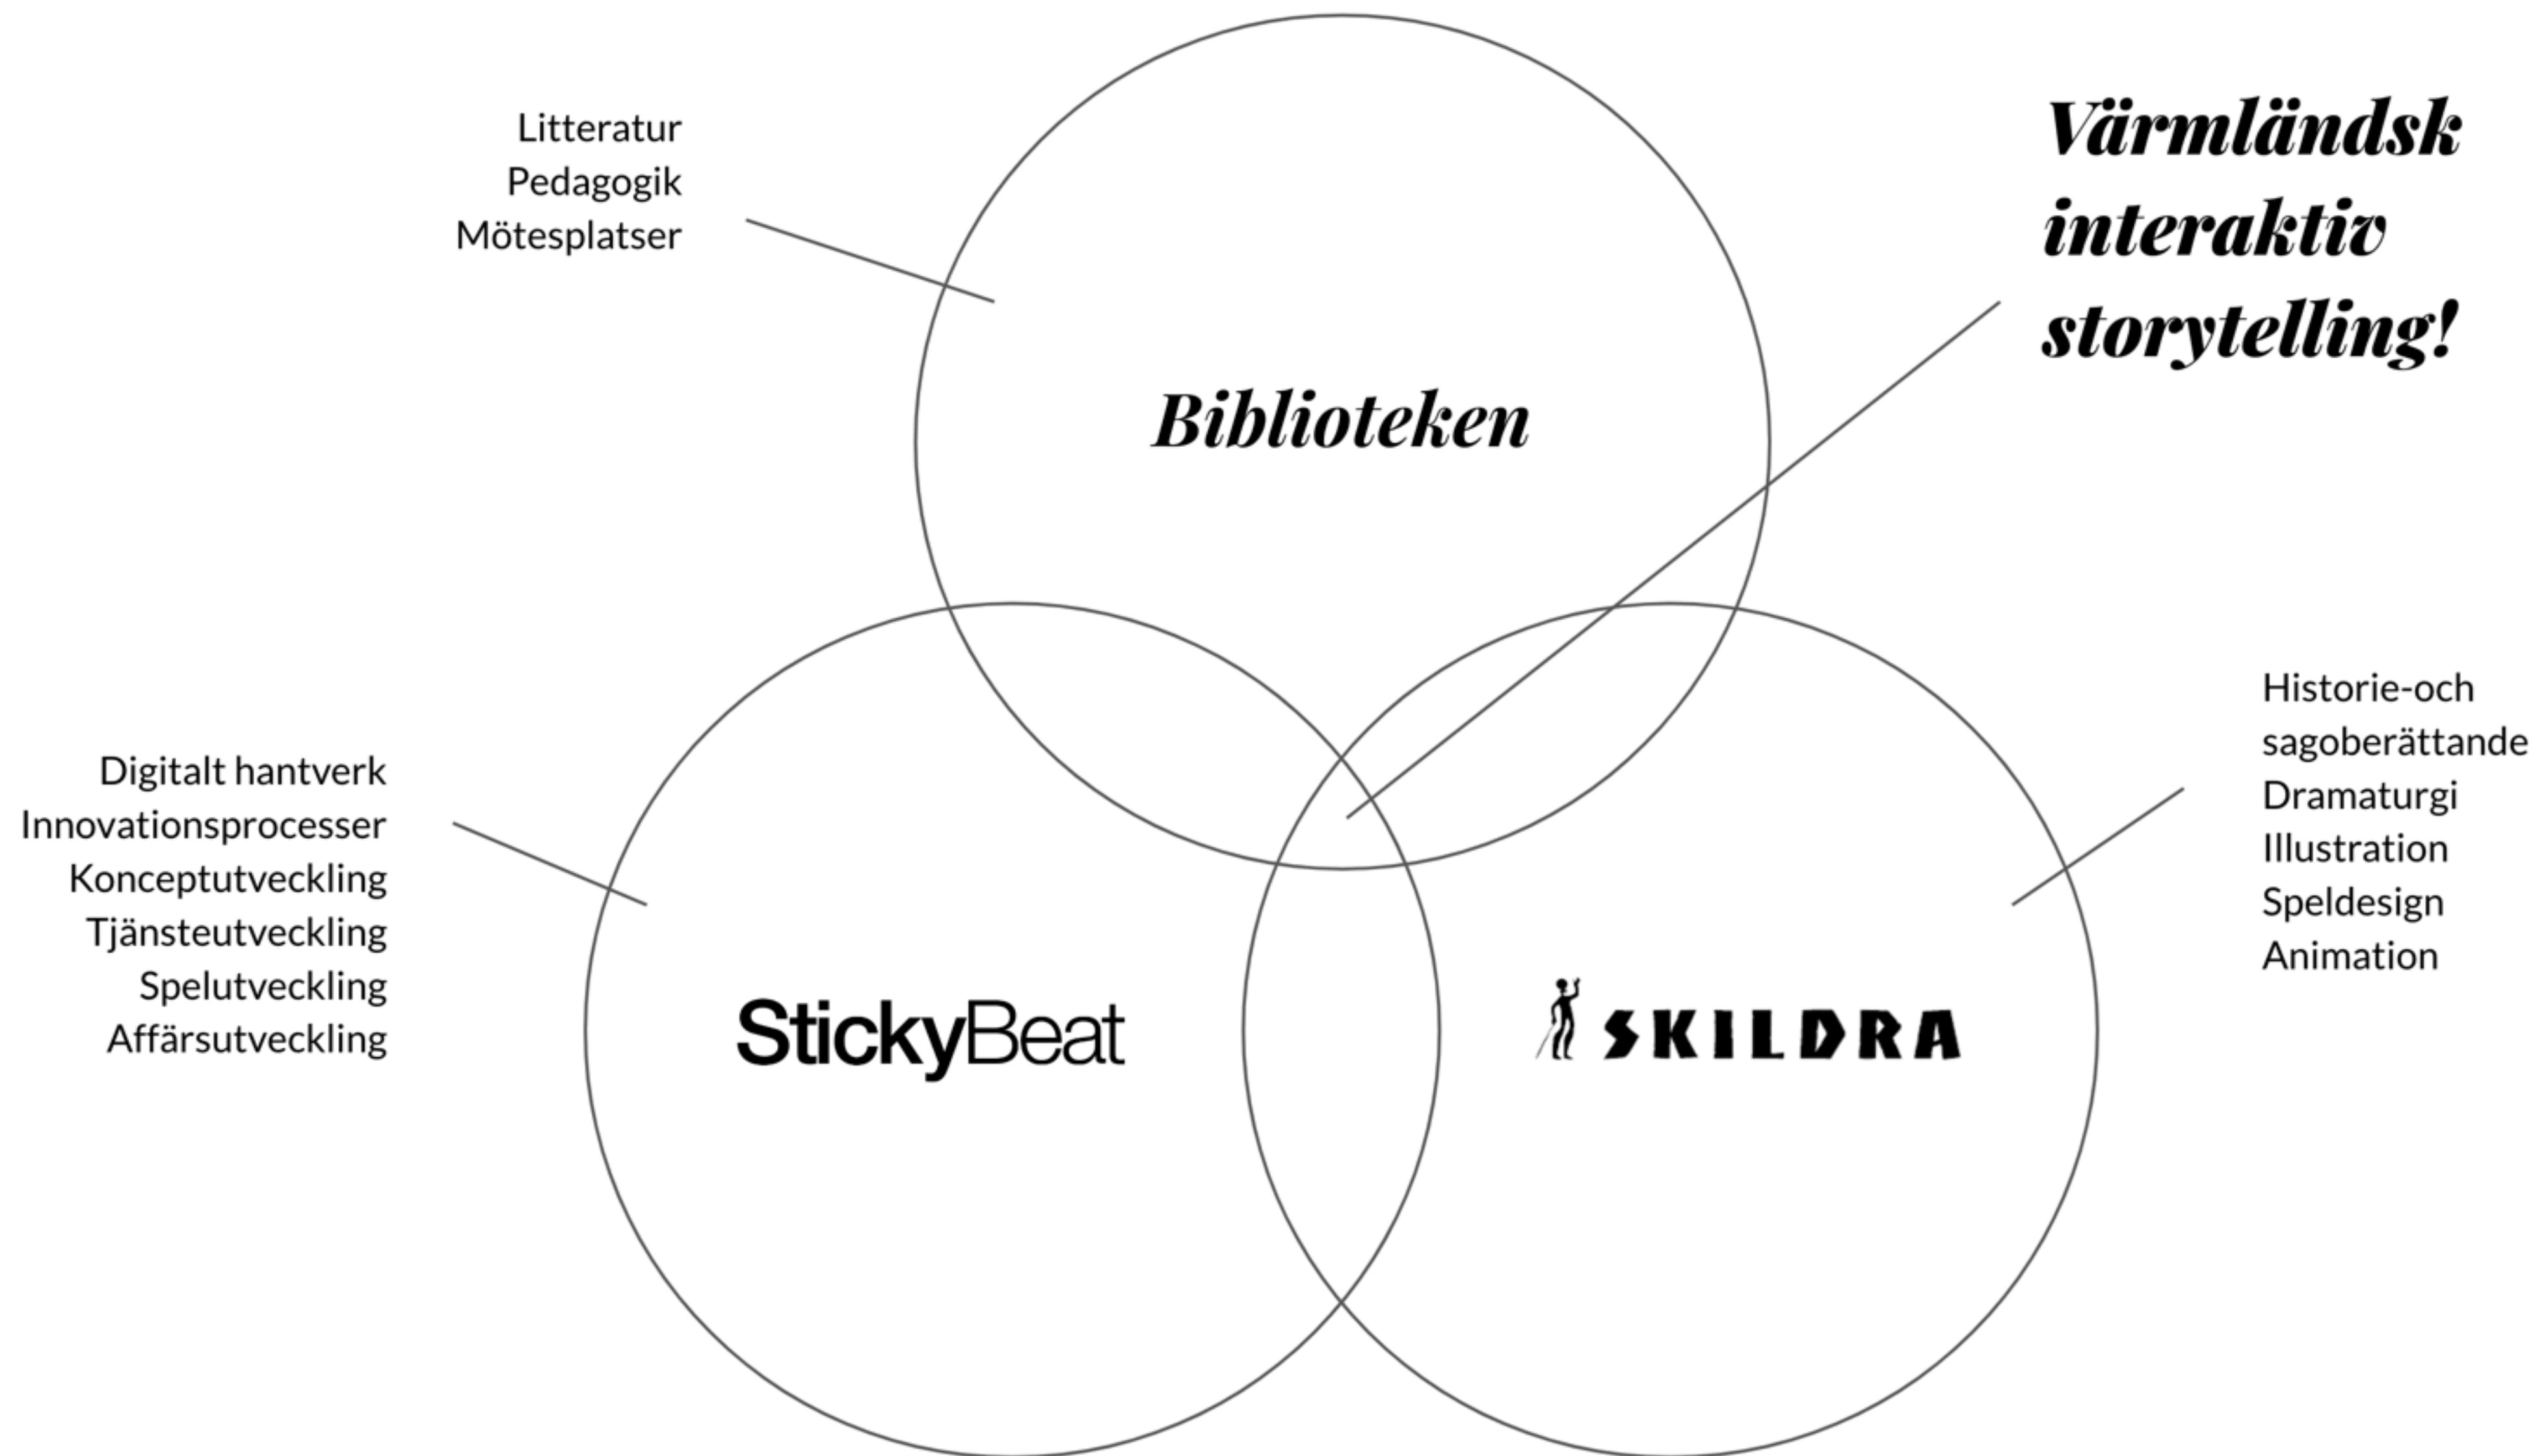 Litteratur
Pedagogik
Mötesplatser
Värmländsk
interaktiv
storytelling!
Biblioteken
Digitalt hantverk
Innovationsprocesser
Konceptutveckling
Tjänsteutveckling
Spelutveckling
Affärsutveckling
StickyBeat
SKILDRA
Historie-och
sagoberättande
Dramaturgi
Illustration
Speldesign
Animation